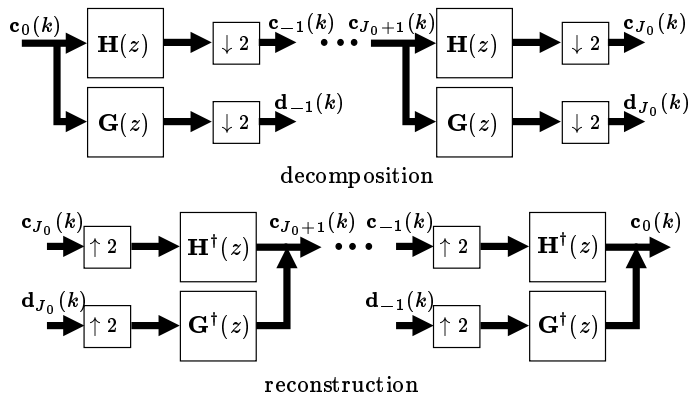 𝐜₀(k) 𝐇(z) ↓ 2 𝐜₋₁(k) ••• 𝐜_{J₀+1}(k) 𝐇(z) ↓ 2 𝐜_{J₀}(k)
𝐆(z) ↓ 2 𝐝₋₁(k) 𝐆(z) ↓ 2 𝐝_{J₀}(k)
decomposition
𝐜_{J₀}(k) ↑ 2 𝐇†(z) 𝐜_{J₀+1}(k) ••• 𝐜₋₁(k) ↑ 2 𝐇†(z) 𝐜₀(k)
𝐝_{J₀}(k) ↑ 2 𝐆†(z) 𝐝₋₁(k) ↑ 2 𝐆†(z)
reconstruction